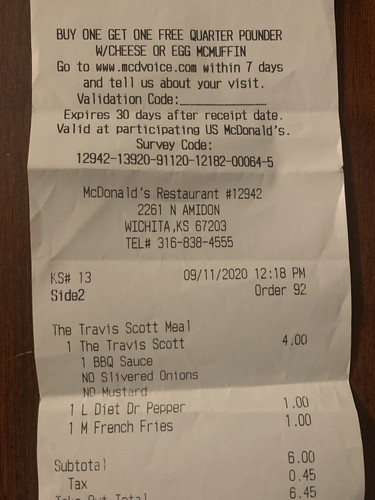 BUY ONE GET ONE FREE QUARTER POUNDER
W/CHEESE OR EGG MCMUFFIN
Go to www.mcdvoice.com within 7 days
and tell us about your visit.
Validation Code:____________
Expires 30 days after receipt date.
Valid at participating US McDonald's.
Survey Code:
12942-13920-91120-12182-00064-5
McDonald's Restaurant #12942
2261 N AMIDON
WICHITA,KS 67203
TEL# 316-838-4555
KS# 13 09/11/2020 12:18 PM
Side2 Order 92
The Travis Scott Meal
1 The Travis Scott 4.00
1 BBQ Sauce
NO Slivered Onions
NO Mustard
1 L Diet Dr Pepper 1.00
1 M French Fries 1.00
Subtotal 6.00
Tax 0.45
Take-Out Total 6.45